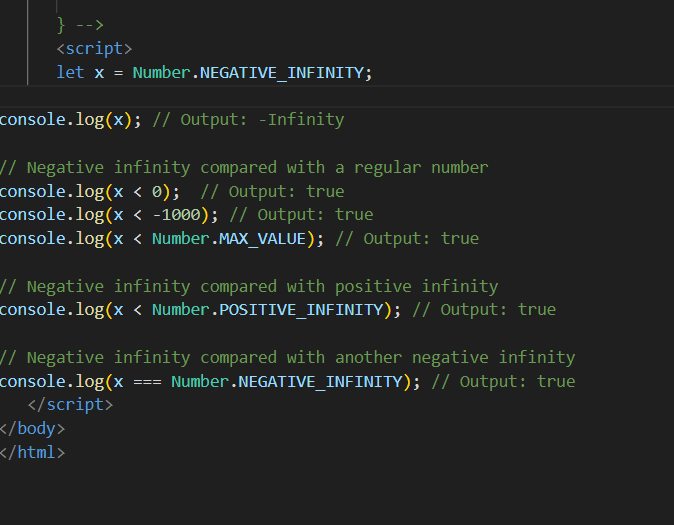 } -->
<script>
let x = Number.NEGATIVE_INFINITY;
console.log(x); // Output: -Infinity
// Negative infinity compared with a regular number
console.log(x < 0);  // Output: true
console.log(x < -1000); // Output: true
console.log(x < Number.MAX_VALUE); // Output: true
// Negative infinity compared with positive infinity
console.log(x < Number.POSITIVE_INFINITY); // Output: true
// Negative infinity compared with another negative infinity
console.log(x === Number.NEGATIVE_INFINITY); // Output: true
</script>
</body>
</html>